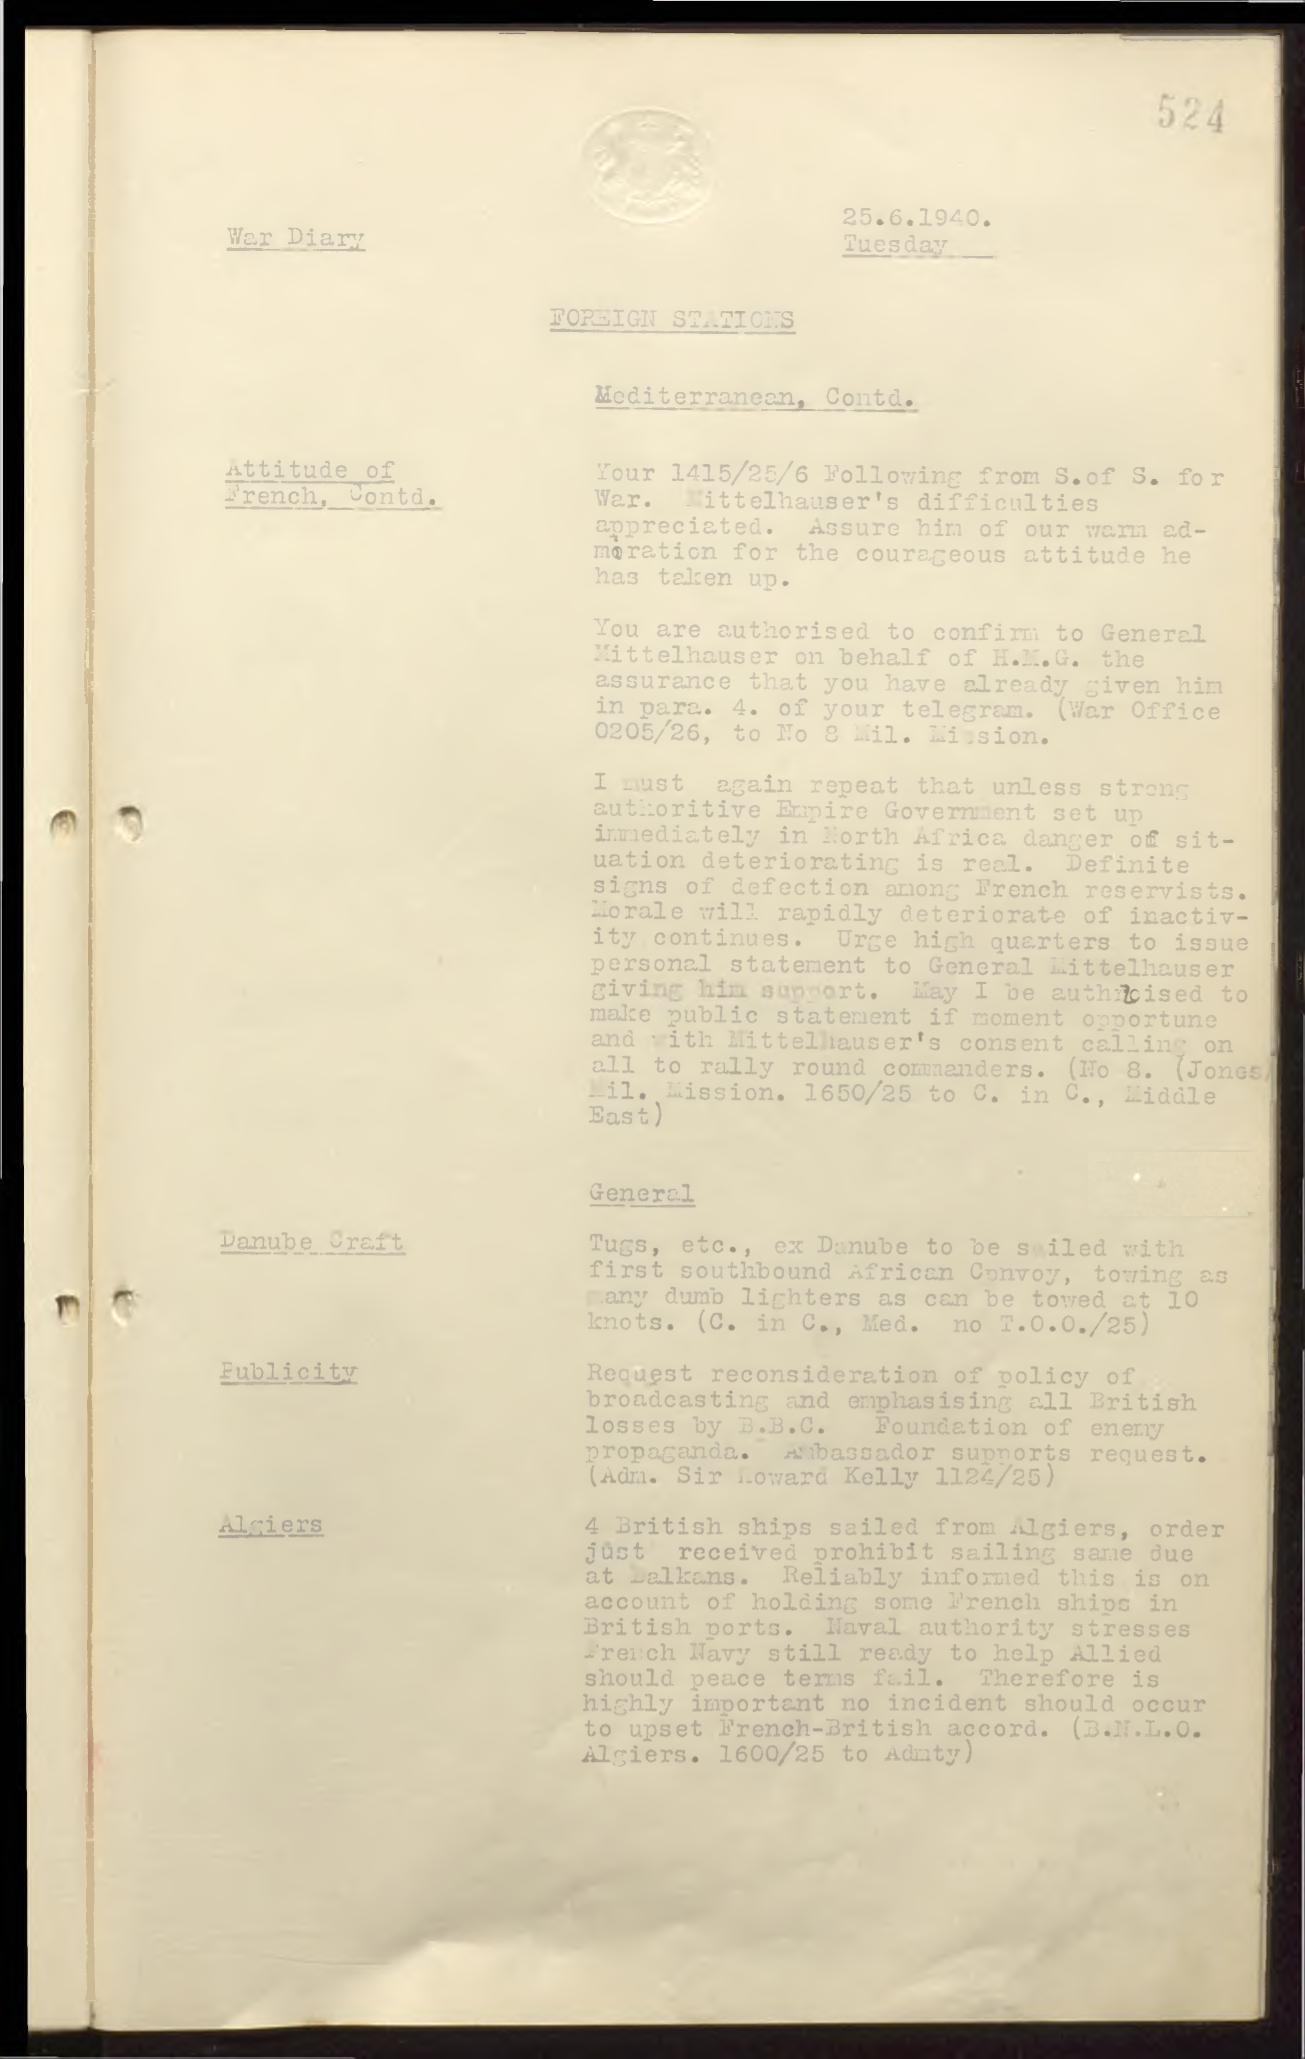 524
War Diary
25.6.1940.
Tuesday
FOREIGN STATIONS
Mediterranean, Contd.
Attitude of
French, Contd.
Your 1415/25/6 Following from S.of S. for
War. Mittelhauser's difficulties
appreciated. Assure him of our warm ad-
miration for the courageous attitude he
has taken up.
You are authorised to confirm to General
Mittelhauser on behalf of H.M.G. the
assurance that you have already given him
in para. 4. of your telegram. (War Office
0205/26, to No 8 Mil. Mission.
I must again repeat that unless strong
authoritive Empire Government set up
immediately in North Africa danger of sit-
uation deteriorating is real. Definite
signs of defection among French reservists.
Morale will rapidly deteriorate of inactiv-
ity continues. Urge high quarters to issue
personal statement to General Mittelhauser
giving him support. May I be authroised to
make public statement if moment opportune
and with Mittelhauser's consent calling on
all to rally round commanders. (No 8. (Jones/
Mil. Mission. 1650/25 to C. in C., Middle
East)
General
Danube Craft
Tugs, etc., ex Danube to be sailed with
first southbound African Convoy, towing as
many dumb lighters as can be towed at 10
knots. (C. in C., Med. no T.O.O./25)
Publicity
Request reconsideration of policy of
broadcasting and emphasising all British
losses by B.B.C. Foundation of enemy
propaganda. Ambassador supports request.
(Adm. Sir Howard Kelly 1124/25)
Algiers
4 British ships sailed from Algiers, order
just received prohibit sailing same due
at Balkans. Reliably informed this is on
account of holding some French ships in
British ports. Naval authority stresses
French Navy still ready to help Allied
should peace terms fail. Therefore is
highly important no incident should occur
to upset French-British accord. (B.N.L.O.
Algiers. 1600/25 to Admty)